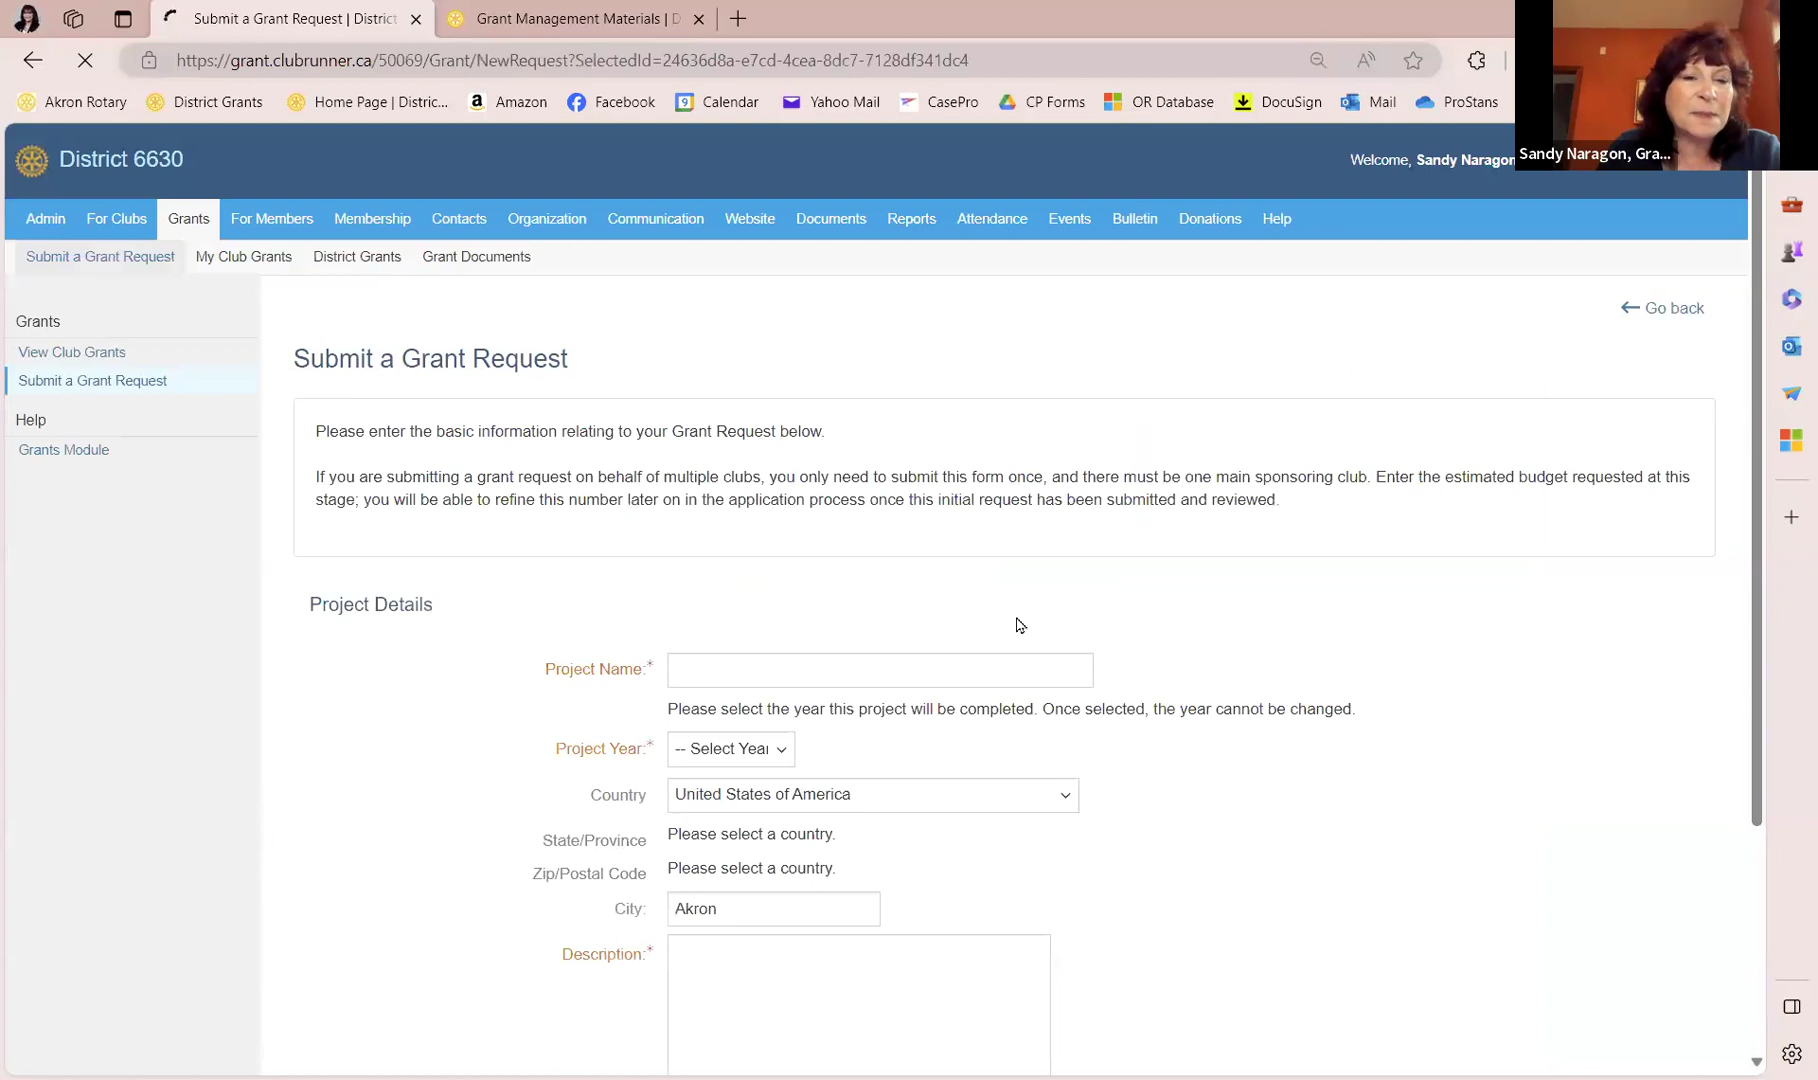 Submit a Grant Request | District
Grant Management Materials | D
https://grant.clubrunner.ca/50069/Grant/NewRequest?SelectedId=24636d8a-e7cd-4cea-8dc7-7128df341dc4
Akron Rotary
District Grants
Home Page | Distric...
Amazon
Facebook
Calendar
Yahoo Mail
CasePro
CP Forms
OR Database
DocuSign
Mail
ProStans
Sandy Naragon, Gra...
District 6630
Welcome, Sandy Naragon
Admin
For Clubs
Grants
For Members
Membership
Contacts
Organization
Communication
Website
Documents
Reports
Attendance
Events
Bulletin
Donations
Help
Submit a Grant Request
My Club Grants
District Grants
Grant Documents
Grants
View Club Grants
Submit a Grant Request
Help
Grants Module
Go back
Submit a Grant Request
Please enter the basic information relating to your Grant Request below.
If you are submitting a grant request on behalf of multiple clubs, you only need to submit this form once, and there must be one main sponsoring club. Enter the estimated budget requested at this
stage; you will be able to refine this number later on in the application process once this initial request has been submitted and reviewed.
Project Details
Project Name:*
Please select the year this project will be completed. Once selected, the year cannot be changed.
Project Year:* -- Select Year
Country United States of America
State/Province Please select a country.
Zip/Postal Code Please select a country.
City: Akron
Description:*